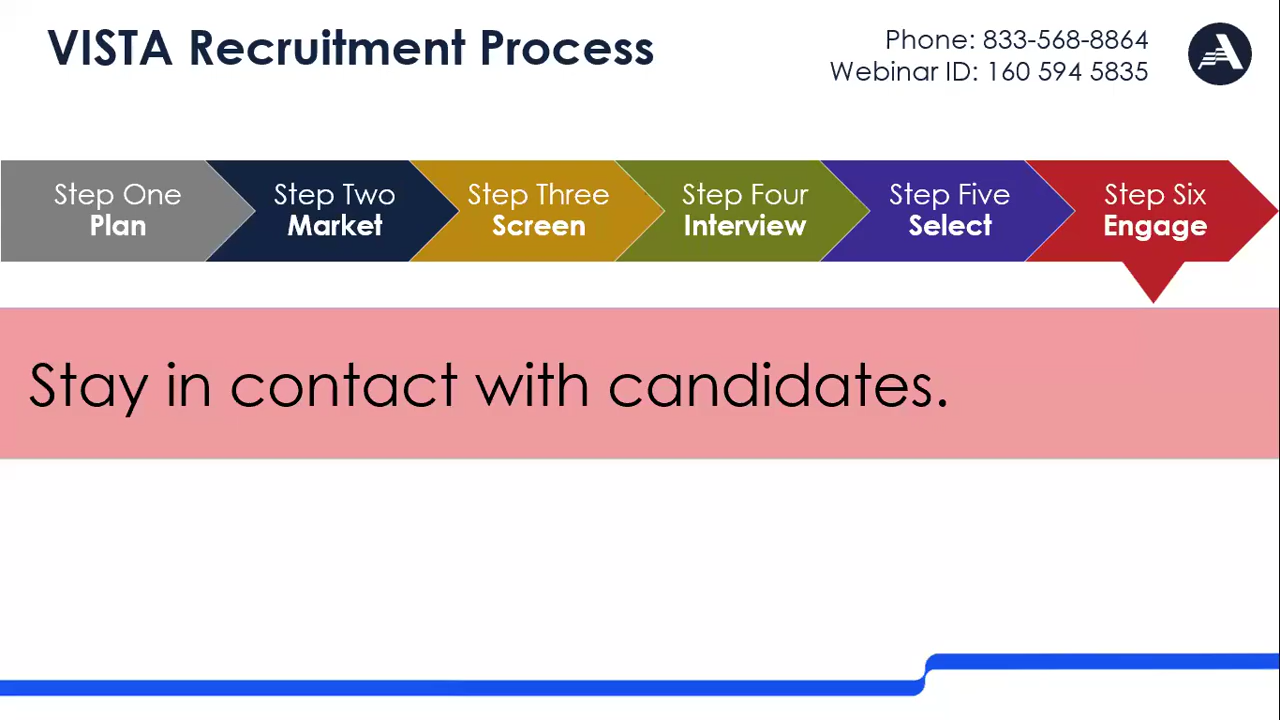 VISTA Recruitment Process
Phone: 833-568-8864
Webinar ID: 160 594 5835
Step One
Plan
Step Two
Market
Step Three
Screen
Step Four
Interview
Step Five
Select
Step Six
Engage
Stay in contact with candidates.